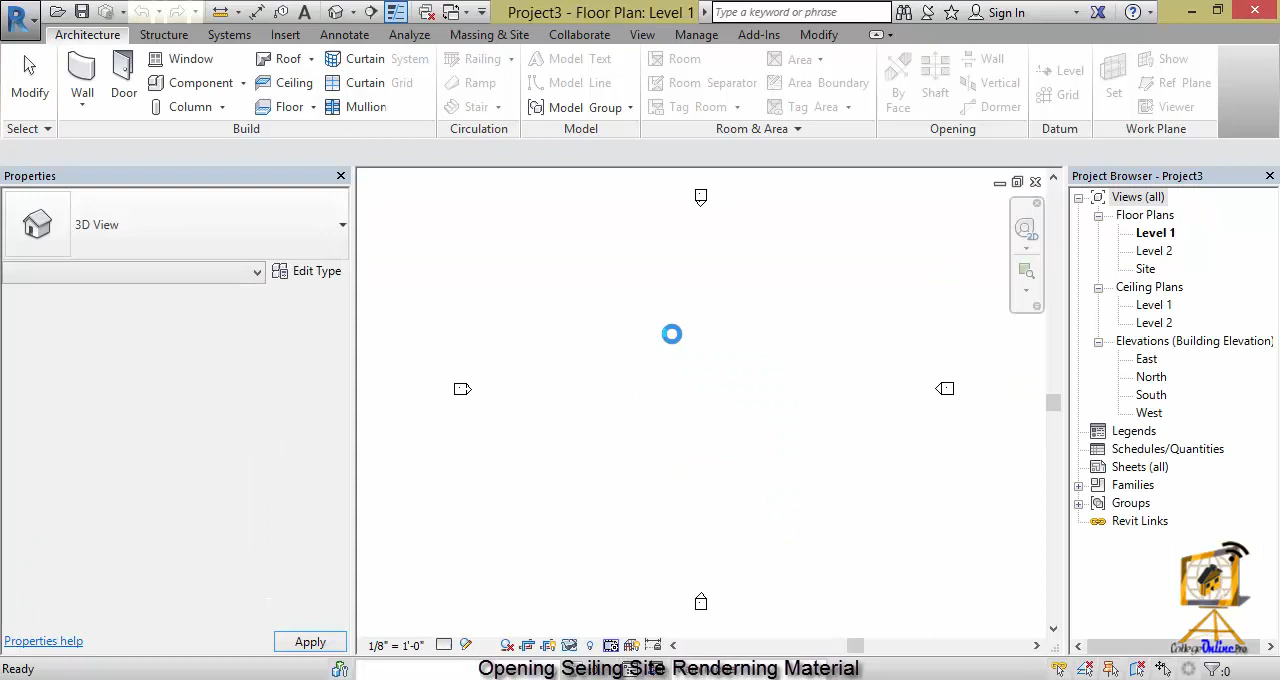 Project3 - Floor Plan: Level 1
Type a keyword or phrase
Sign In
Architecture
Structure
Systems
Insert
Annotate
Analyze
Massing & Site
Collaborate
View
Manage
Add-Ins
Modify
Modify
Wall
Door
Window
Component
Column
Roof
Ceiling
Floor
Curtain System
Curtain Grid
Mullion
Railing
Ramp
Stair
Model Text
Model Line
Model Group
Room
Room Separator
Tag Room
Area
Area Boundary
Tag Area
By
Face
Shaft
Wall
Vertical
Dormer
Level
Grid
Set
Show
Ref Plane
Viewer
Select
Build
Circulation
Model
Room & Area
Opening
Datum
Work Plane
Properties
3D View
Edit Type
Properties help
Apply
2D
1/8" = 1'-0"
Project Browser - Project3
Views (all)
Floor Plans
Level 1
Level 2
Site
Ceiling Plans
Level 1
Level 2
Elevations (Building Elevation)
East
North
South
West
Legends
Schedules/Quantities
Sheets (all)
Families
Groups
Revit Links
CollegeOnline.Pro
Ready
Opening Seiling Site Renderning Material
:0